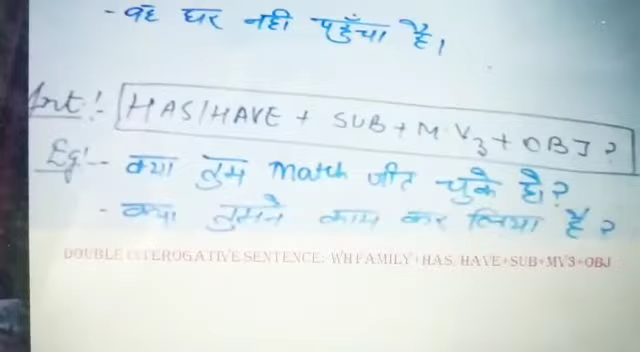 - वह घर नही पहुँचा है।
Int:- HAS/HAVE + SUB + M.V3 + OBJ ?
Eg:- क्या तुम match जीत चुके हो?
- क्या तुमने काम कर लिया है ?
DOUBLE INTEROGATIVE SENTENCE: WH FAMILY+HAS/HAVE+SUB+MV3+OBJ